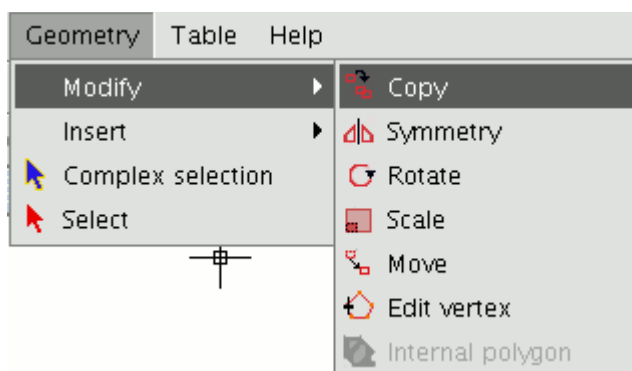 Geometry Table Help
Modify
Insert
Complex selection
Select
Copy
Symmetry
Rotate
Scale
Move
Edit vertex
Internal polygon